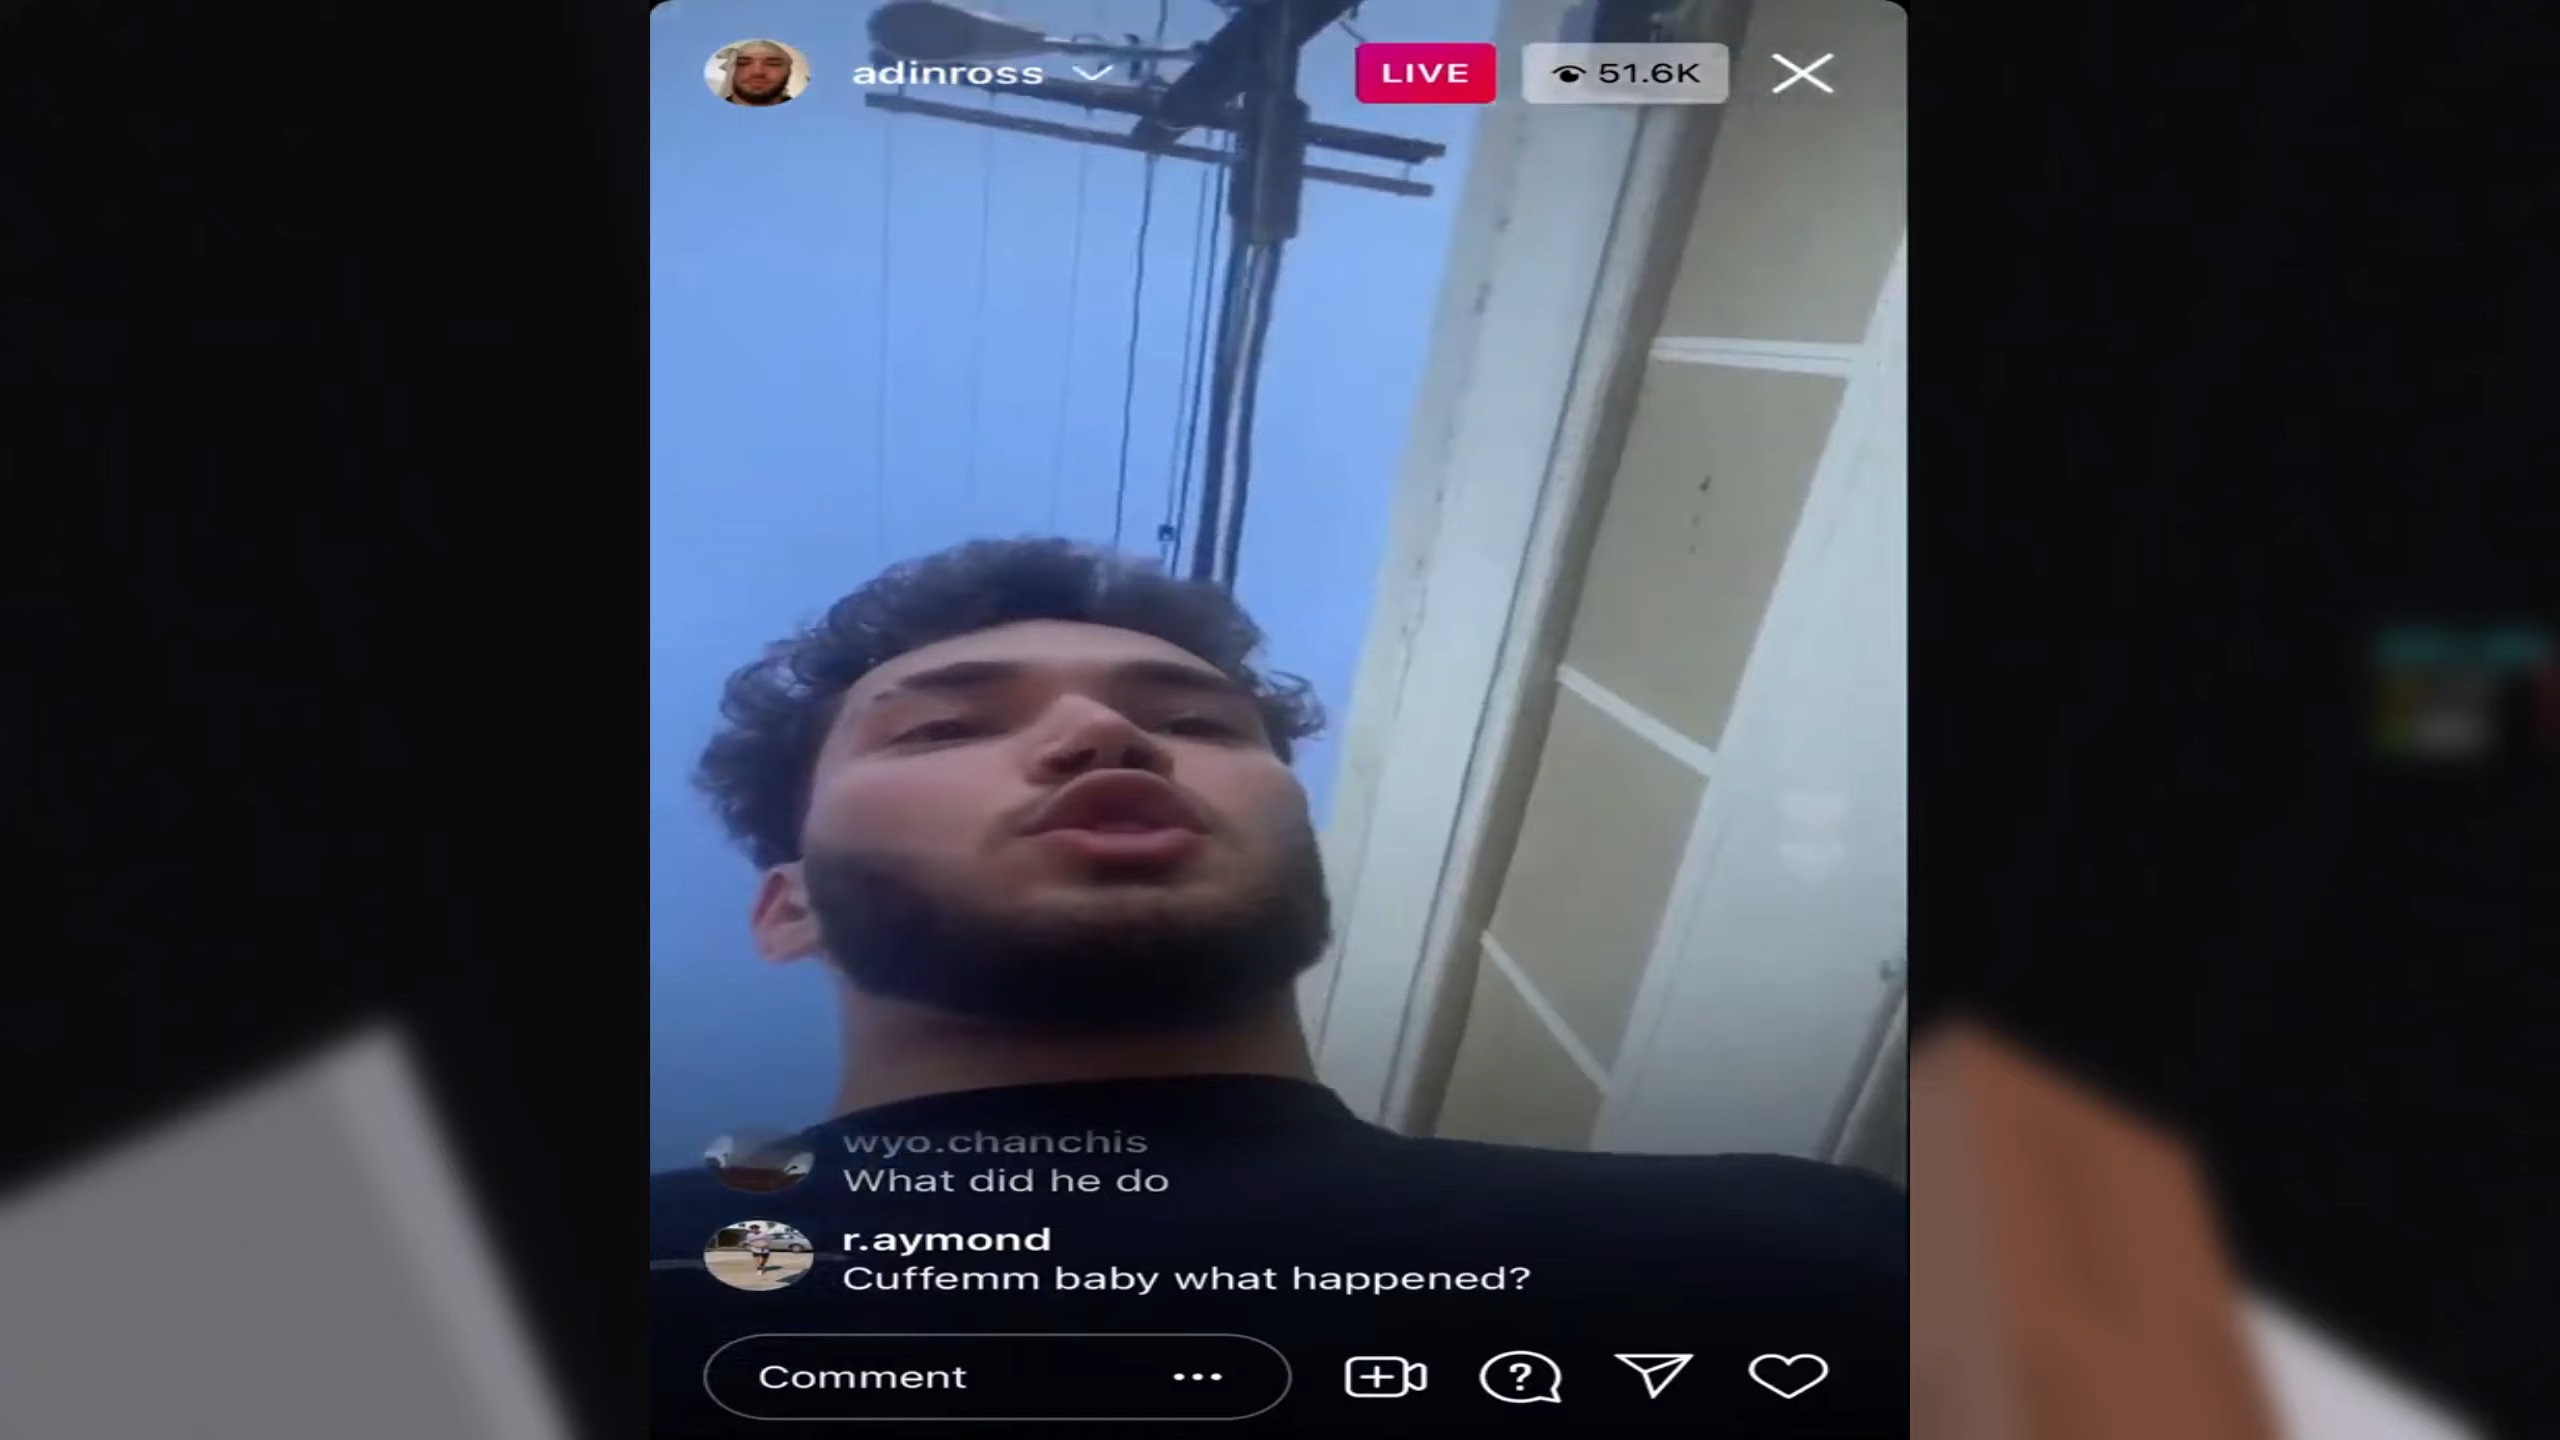 adinross
LIVE
51.6K
wyo.chanchis
What did he do
r.aymond
Cuffemm baby what happened?
Comment